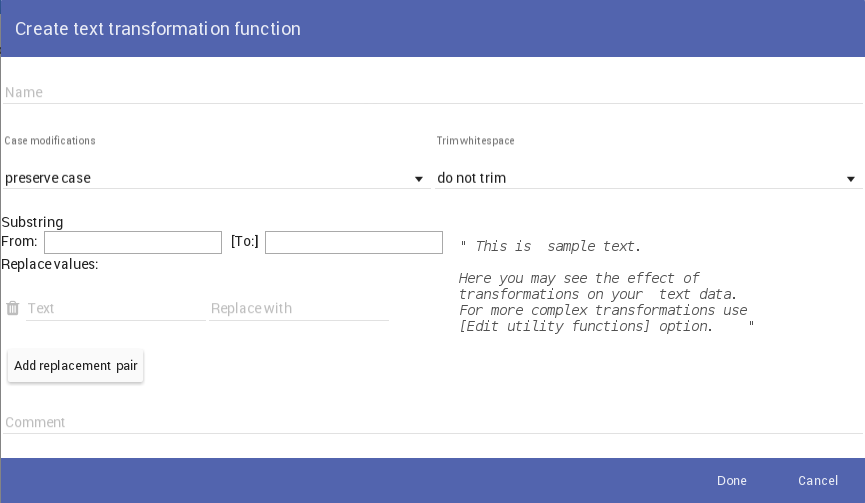 Create text transformation function
Name
Case modifications
Trim whitespace
preserve case
do not trim
Substring
From:
[To:]
Replace values:
" This is  sample text.
Here you may see the effect of
transformations on your  text data.
For more complex transformations use
[Edit utility functions] option.    "
Text
Replace with
Add replacement pair
Comment
Done
Cancel